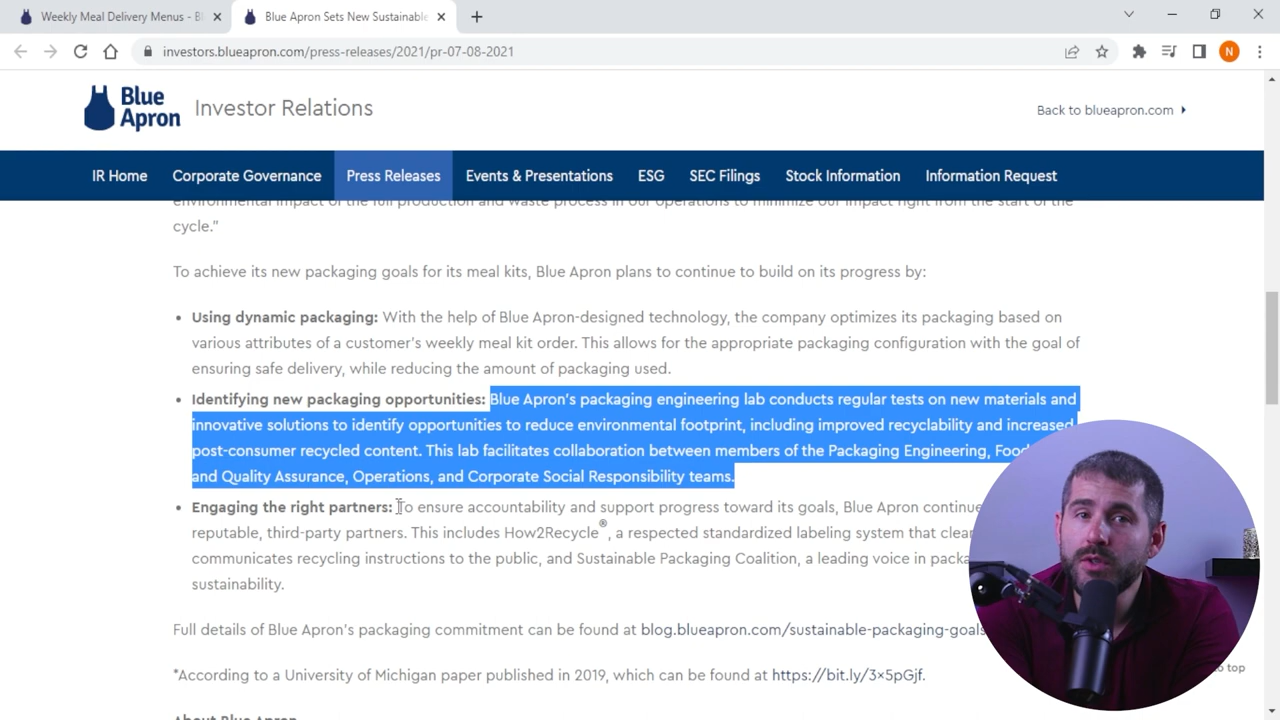 Weekly Meal Delivery Menus - Bl
Blue Apron Sets New Sustainable
investors.blueapron.com/press-releases/2021/pr-07-08-2021
N
Blue
Apron
Investor Relations
Back to blueapron.com
IR Home Corporate Governance Press Releases Events & Presentations ESG SEC Filings Stock Information Information Request
environmental impact of the full production and waste process in our operations to minimize our impact right from the start of the
cycle."
To achieve its new packaging goals for its meal kits, Blue Apron plans to continue to build on its progress by:
• Using dynamic packaging: With the help of Blue Apron-designed technology, the company optimizes its packaging based on
various attributes of a customer's weekly meal kit order. This allows for the appropriate packaging configuration with the goal of
ensuring safe delivery, while reducing the amount of packaging used.
• Identifying new packaging opportunities: Blue Apron's packaging engineering lab conducts regular tests on new materials and
innovative solutions to identify opportunities to reduce environmental footprint, including improved recyclability and increased
post-consumer recycled content. This lab facilitates collaboration between members of the Packaging Engineering, Food
and Quality Assurance, Operations, and Corporate Social Responsibility teams.
• Engaging the right partners: To ensure accountability and support progress toward its goals, Blue Apron continue
reputable, third-party partners. This includes How2Recycle®, a respected standardized labeling system that clear
communicates recycling instructions to the public, and Sustainable Packaging Coalition, a leading voice in packa
sustainability.
Full details of Blue Apron's packaging commitment can be found at blog.blueapron.com/sustainable-packaging-goals
*According to a University of Michigan paper published in 2019, which can be found at https://bit.ly/3x5pGjf.
to top
About Blue Apron